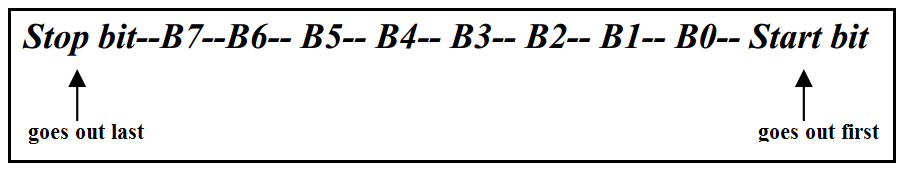 Stop bit--B7--B6-- B5-- B4-- B3-- B2-- B1-- B0-- Start bit
goes out last goes out first